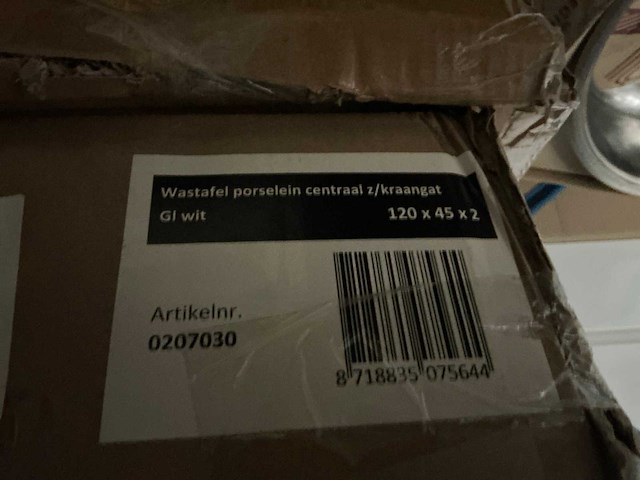 Wastafel porselein centraal z/kraangat
Gl wit 120 x 45 x 2
Artikelnr.
0207030
8 718835 075644